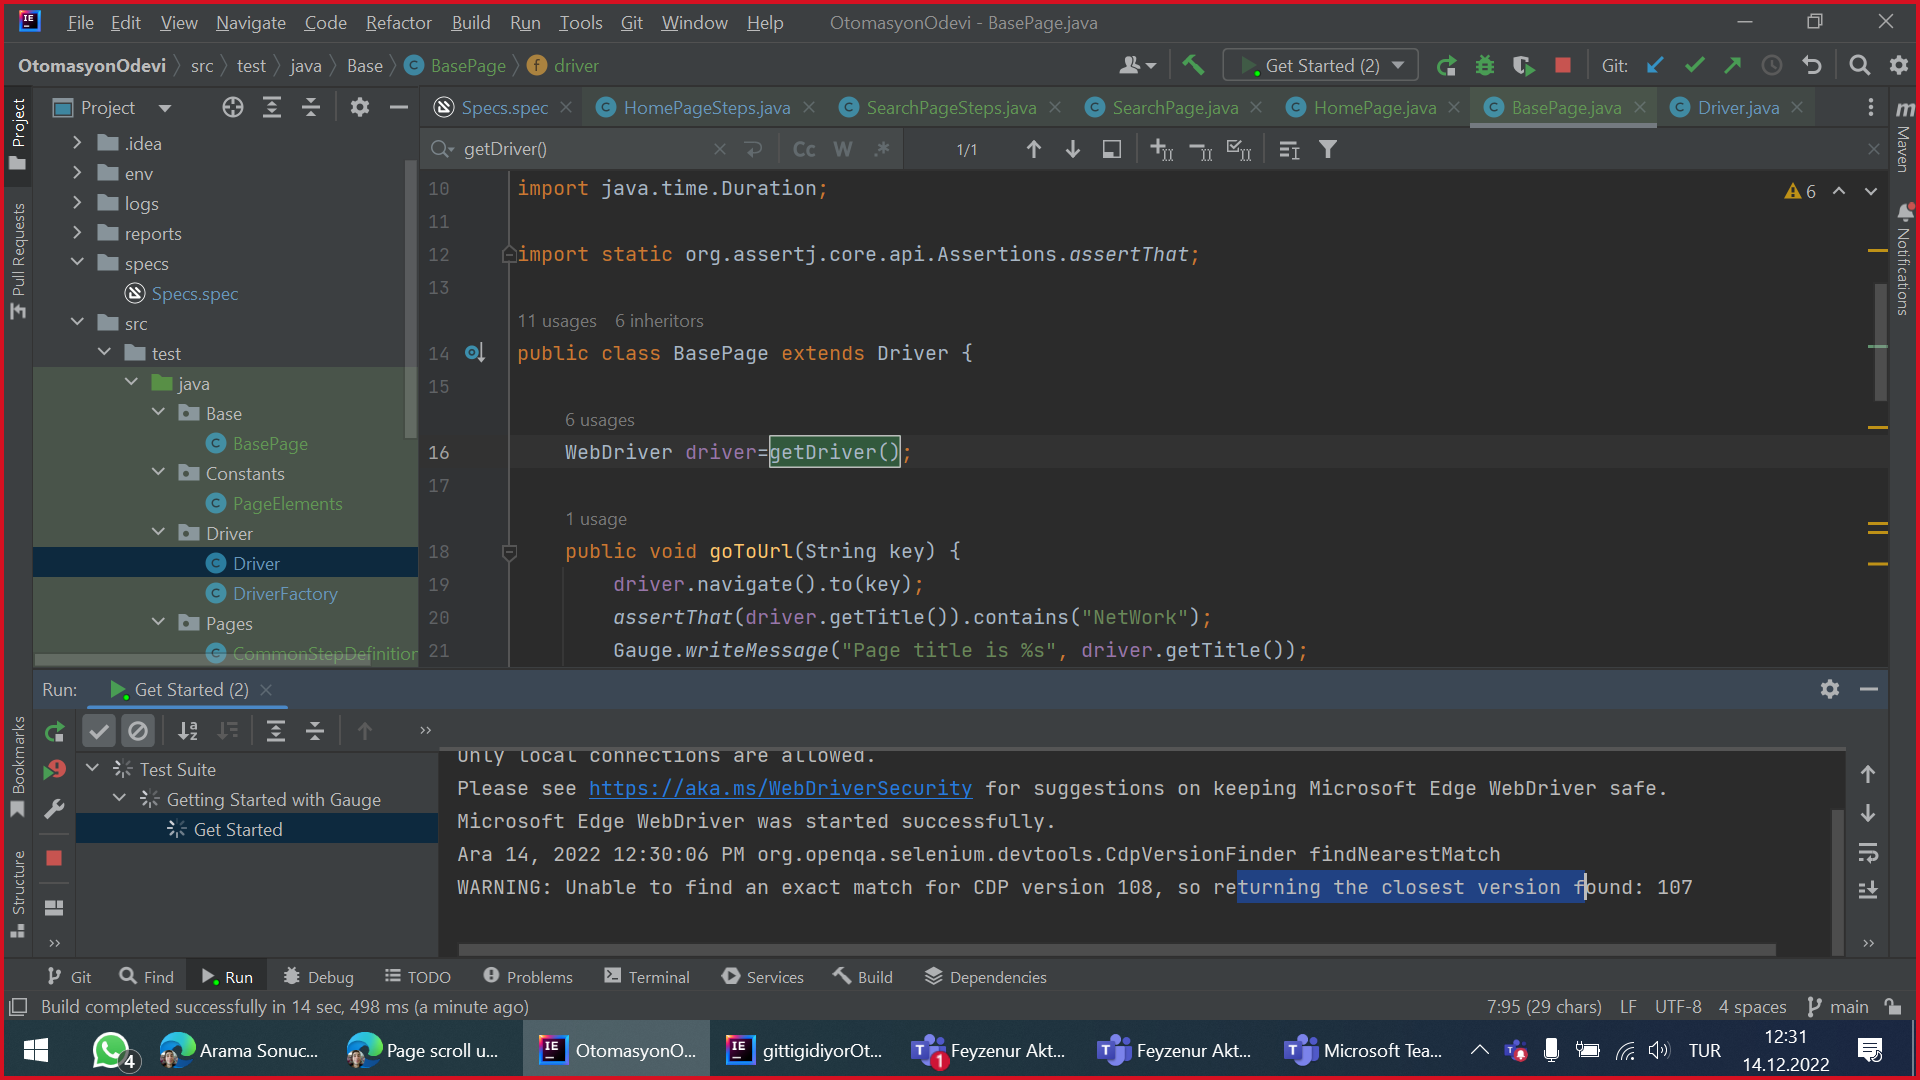 File Edit View Navigate Code Refactor Build Run Tools Git Window Help OtomasyonOdevi - BasePage.java
OtomasyonOdevi src test java Base BasePage driver Get Started (2) Git:
Project
Specs.spec HomePageSteps.java SearchPageSteps.java SearchPage.java HomePage.java BasePage.java Driver.java
getDriver() Cc W .* 1/1
Project
Pull Requests
Bookmarks
Structure
Maven
Notifications
.idea
env
logs
reports
specs
Specs.spec
src
test
java
Base
BasePage
Constants
PageElements
Driver
Driver
DriverFactory
Pages
CommonStepDefinition
6
10 import java.time.Duration;
11
12 import static org.assertj.core.api.Assertions.assertThat;
13
11 usages 6 inheritors
14 public class BasePage extends Driver {
15
6 usages
16 WebDriver driver=getDriver();
17
1 usage
18 public void goToUrl(String key) {
19 driver.navigate().to(key);
20 assertThat(driver.getTitle()).contains("NetWork");
21 Gauge.writeMessage("Page title is %s", driver.getTitle());
Run: Get Started (2)
Test Suite
Getting Started with Gauge
Get Started
Only local connections are allowed.
Please see https://aka.ms/WebDriverSecurity for suggestions on keeping Microsoft Edge WebDriver safe.
Microsoft Edge WebDriver was started successfully.
Ara 14, 2022 12:30:06 PM org.openqa.selenium.devtools.CdpVersionFinder findNearestMatch
WARNING: Unable to find an exact match for CDP version 108, so returning the closest version found: 107
Git Find Run Debug TODO Problems Terminal Services Build Dependencies
Build completed successfully in 14 sec, 498 ms (a minute ago) 7:95 (29 chars) LF UTF-8 4 spaces main
4 Arama Sonuc... Page scroll u... OtomasyonO... gittigidiyorOt... 1 Feyzenur Akt... Feyzenur Akt... Microsoft Tea... TUR 12:31
14.12.2022